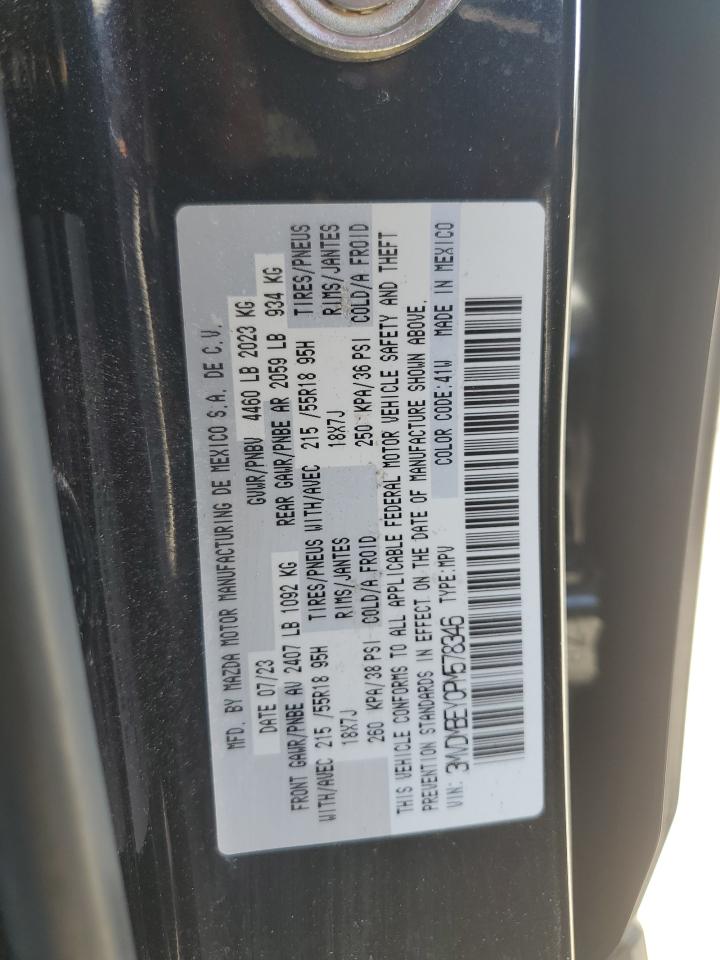 MFD. BY MAZDA MOTOR MANUFACTURING DE MEXICO S.A. DE C.V.
DATE 07/23 GVWR/PNBV 4460 LB 2023 KG
FRONT GAWR/PNBE AV 2407 LB 1092 KG REAR GAWR/PNBE AR 2059 LB 934 KG
WITH/AVEC 215 /55R18 95H TIRES/PNEUS WITH/AVEC 215 /55R18 95H TIRES/PNEUS
18X7J RIMS/JANTES 18X7J RIMS/JANTES
260 KPA/38 PSI COLD/A FROID 250 KPA/36 PSI COLD/A FROID
THIS VEHICLE CONFORMS TO ALL APPLICABLE FEDERAL MOTOR VEHICLE SAFETY AND THEFT
PREVENTION STANDARDS IN EFFECT ON THE DATE OF MANUFACTURE SHOWN ABOVE.
VIN: 3MVDMBEY0PM578346 TYPE:MPV COLOR CODE:41W MADE IN MEXICO